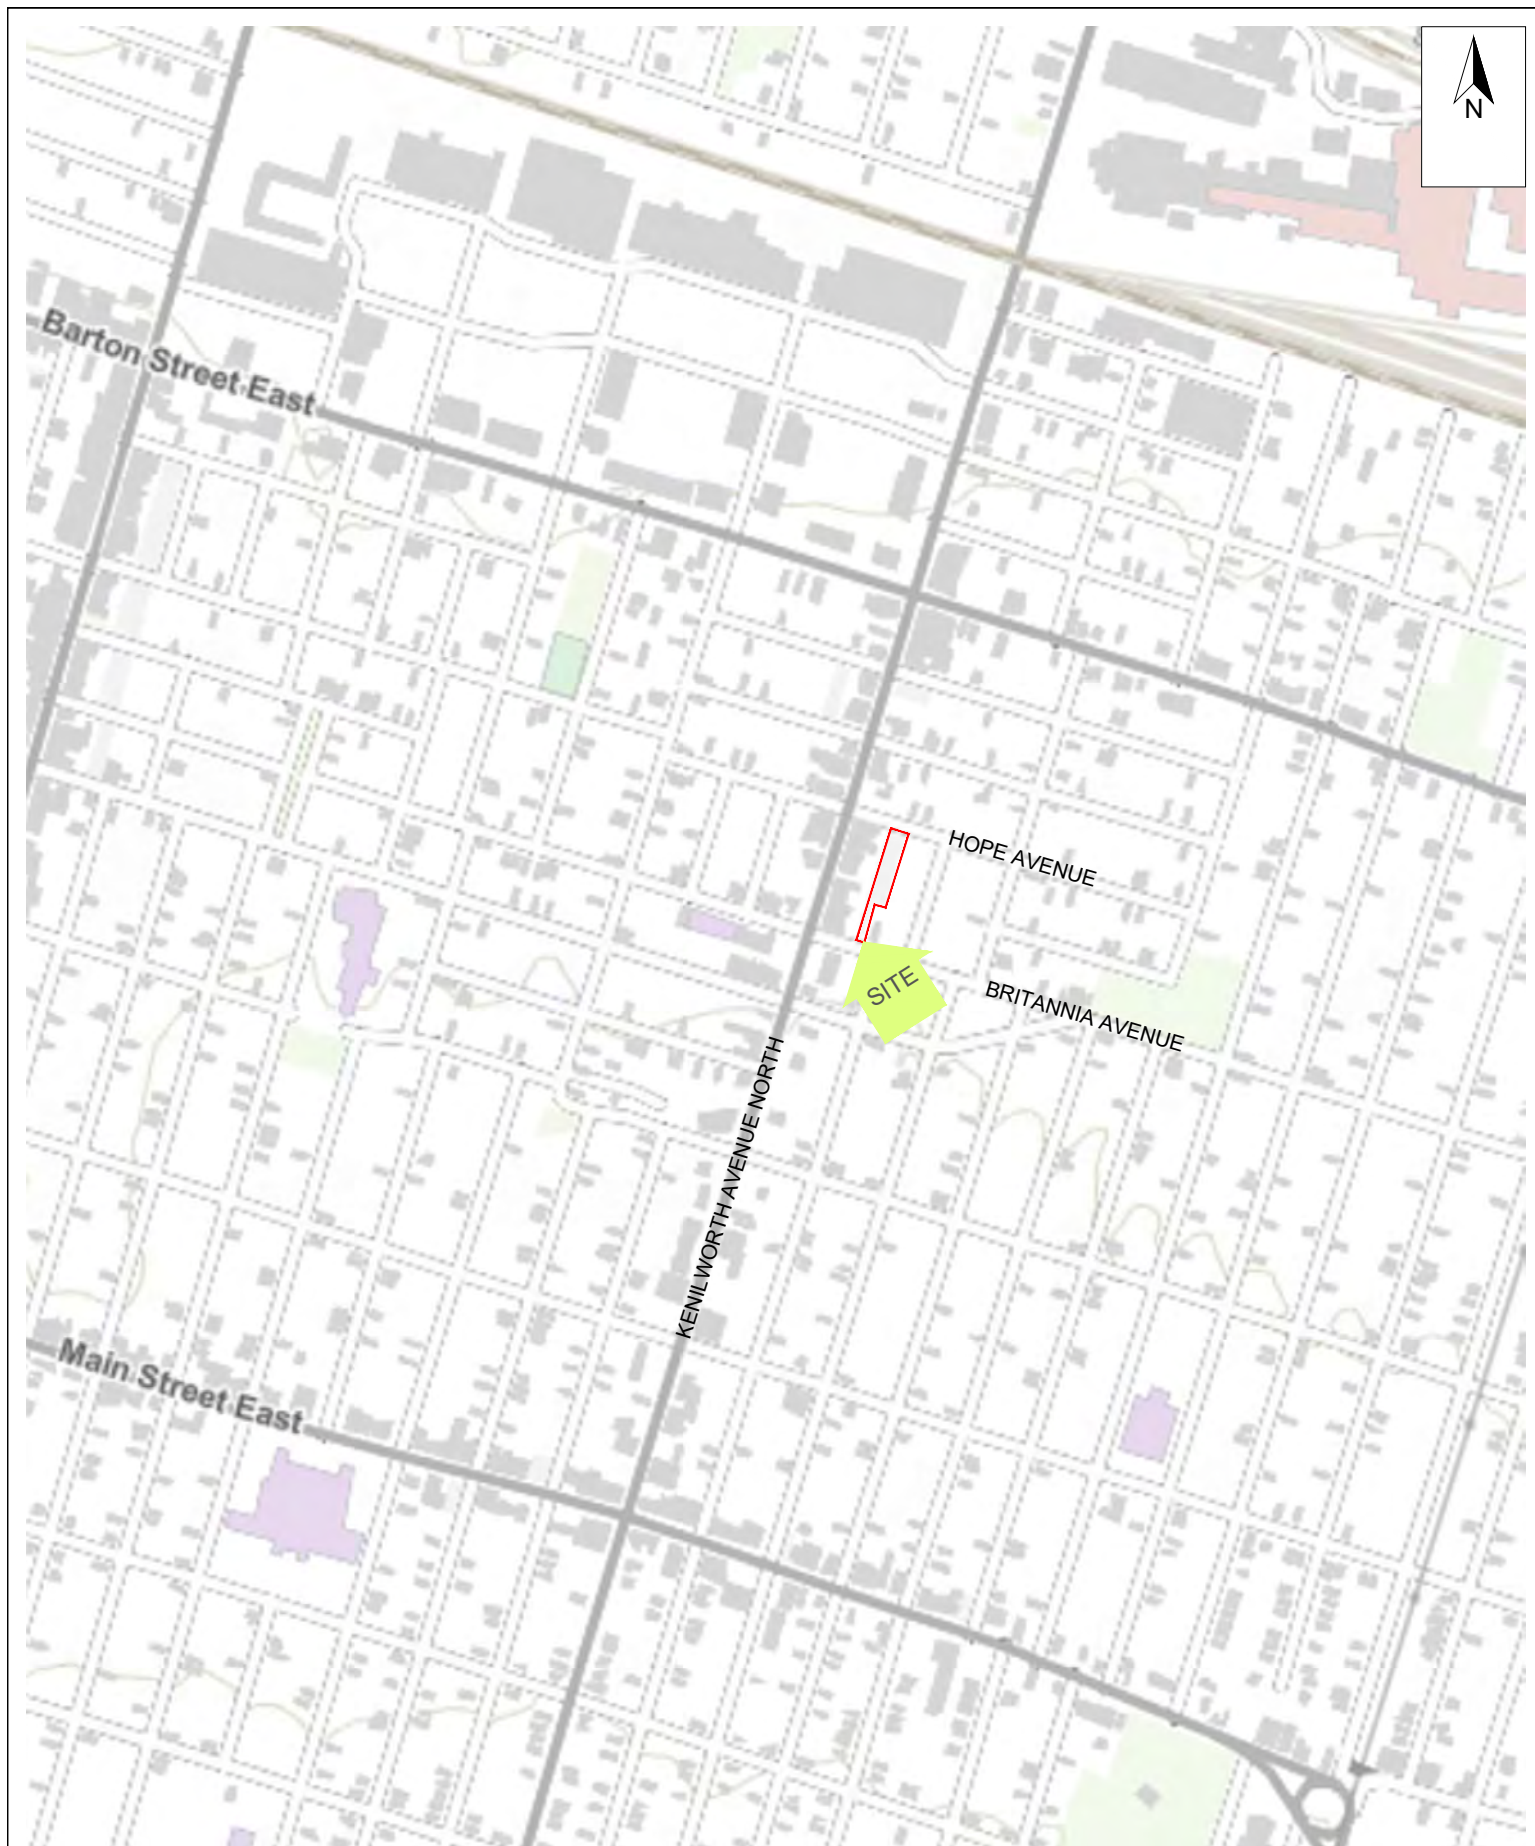 N
Barton Street East
HOPE AVENUE
SITE
BRITANNIA AVENUE
KENILWORTH AVENUE NORTH
Main Street East